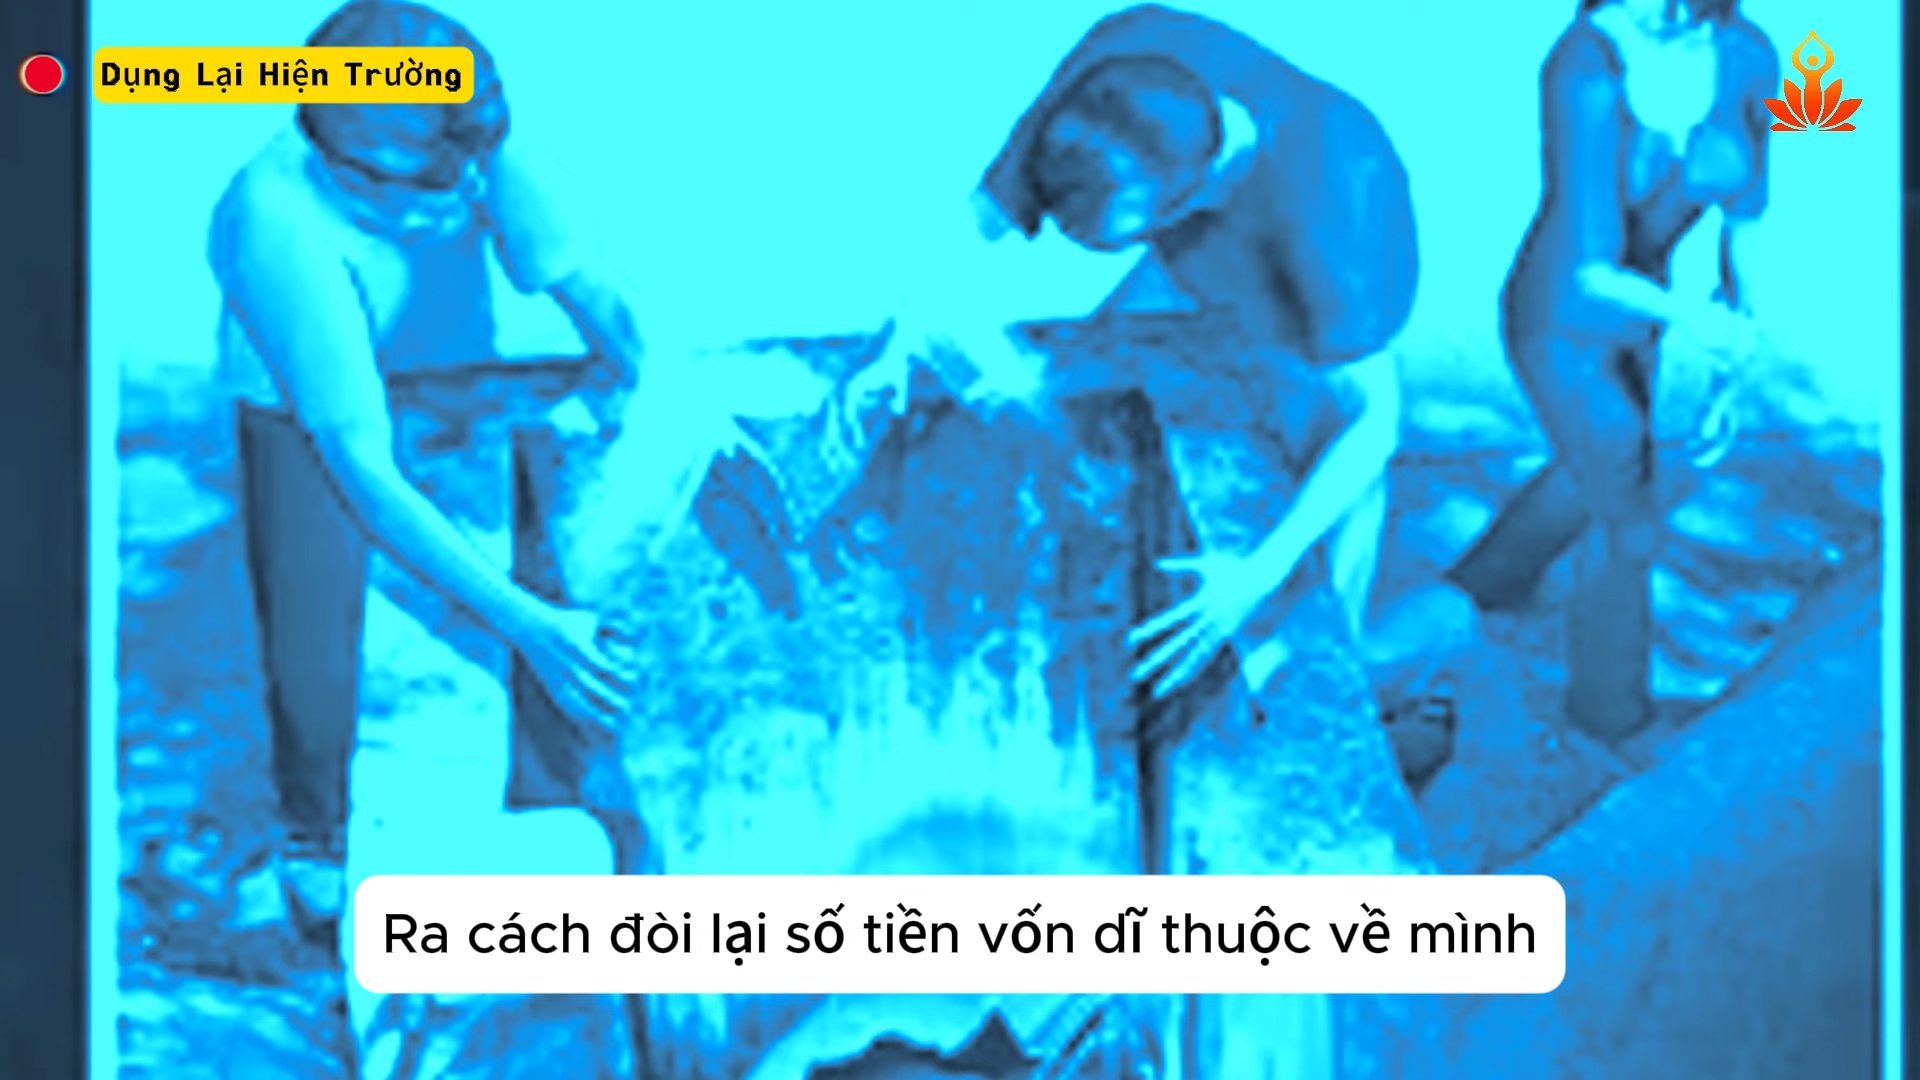 Dụng Lại Hiện Trường
Ra cách đòi lại số tiền vốn dĩ thuộc về mình